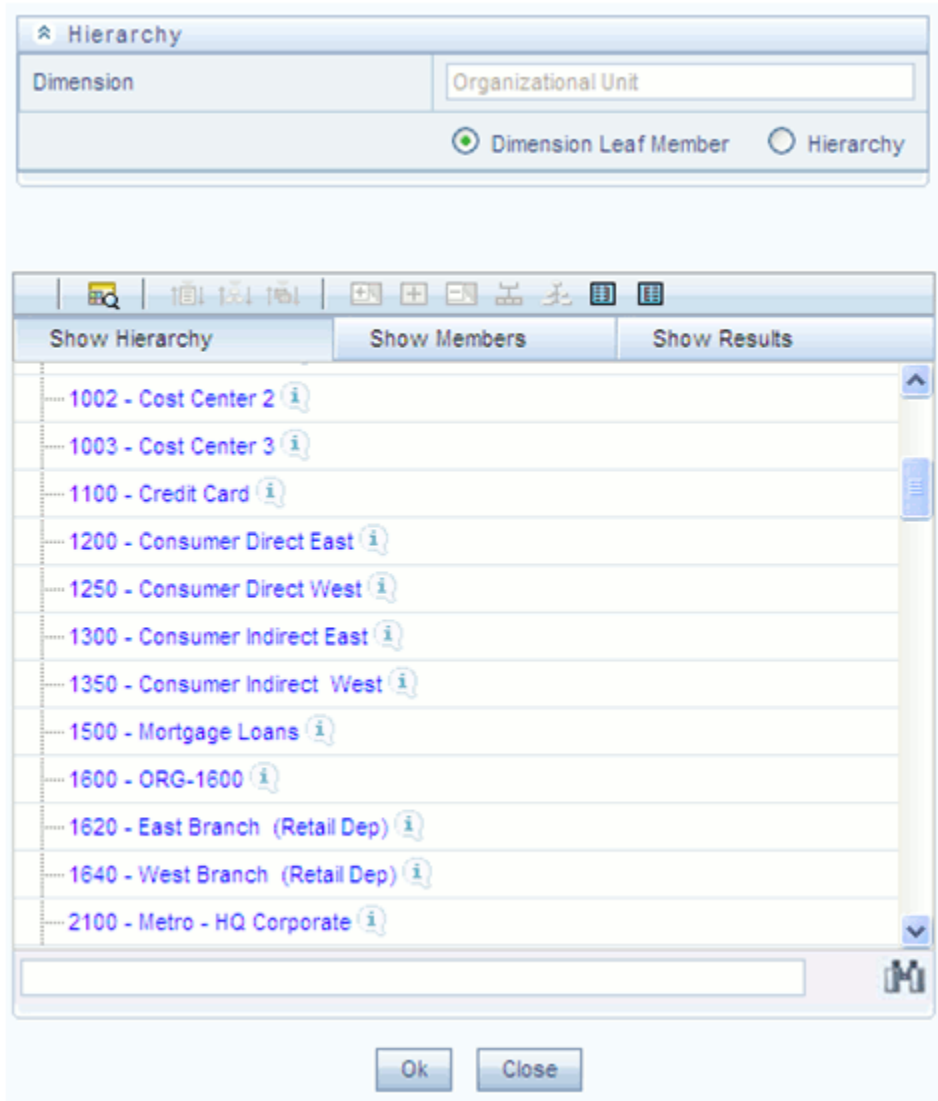 Hierarchy
Dimension Organizational Unit
Dimension Leaf Member Hierarchy
Show Hierarchy Show Members Show Results
1002 - Cost Center 2
1003 - Cost Center 3
1100 - Credit Card
1200 - Consumer Direct East
1250 - Consumer Direct West
1300 - Consumer Indirect East
1350 - Consumer Indirect  West
1500 - Mortgage Loans
1600 - ORG-1600
1620 - East Branch  (Retail Dep)
1640 - West Branch  (Retail Dep)
2100 - Metro - HQ Corporate
Ok Close